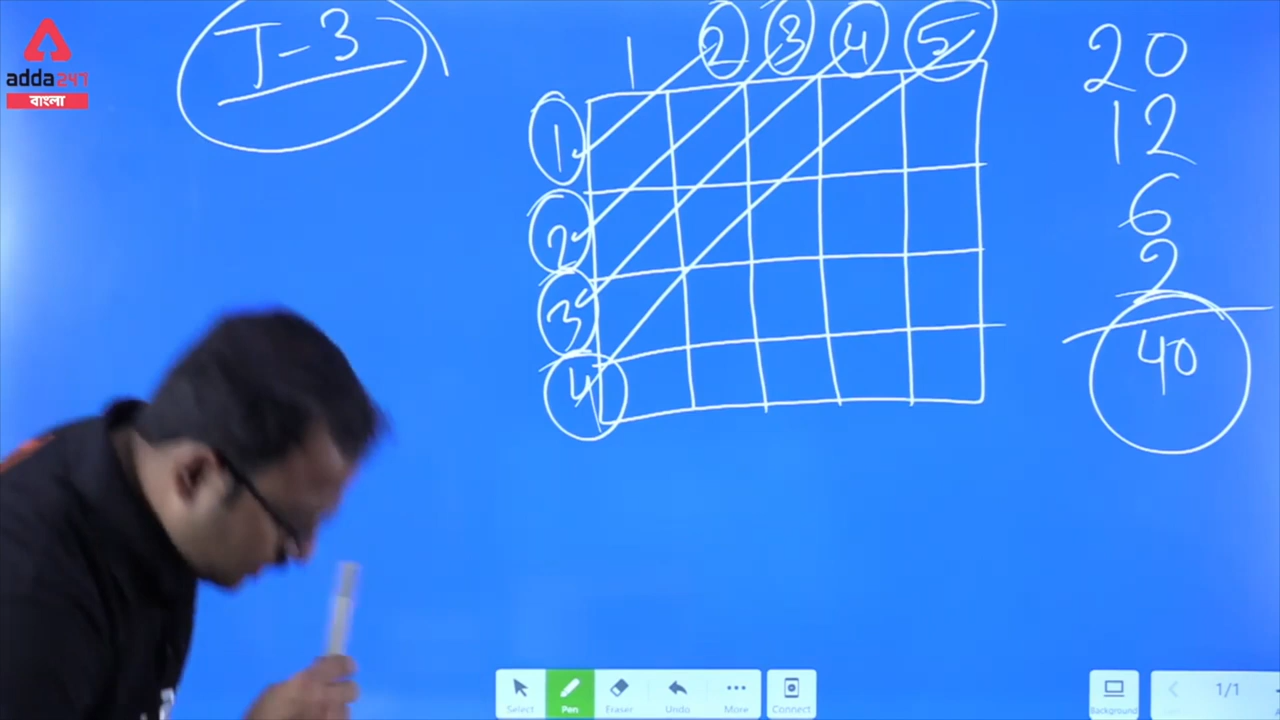 adda247
বাংলা
T-3
1 2 3 4 5
1
2
3
4
20
12
6
2
40
Select Pen Eraser Undo More Connect
Background 1/1